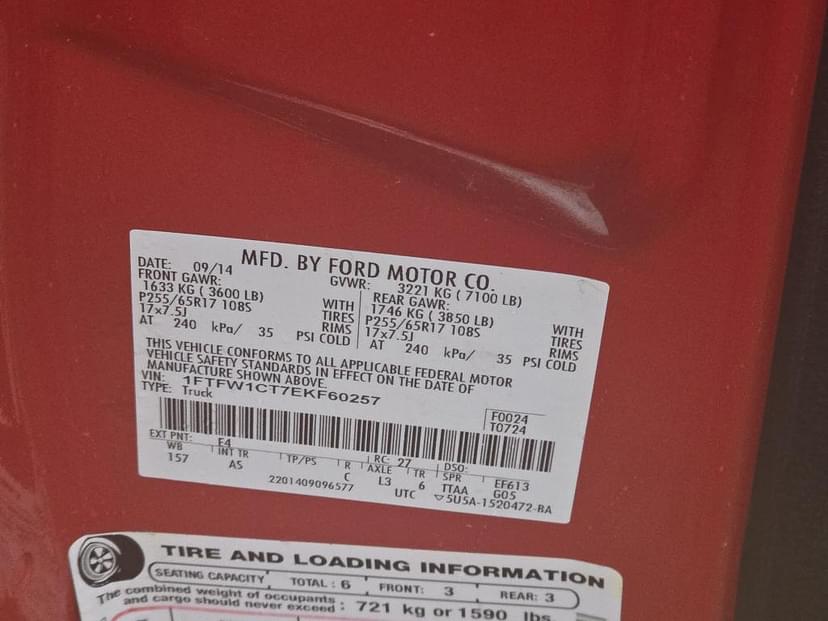 MFD. BY FORD MOTOR CO.
DATE: 09/14 GVWR: 3221 KG ( 7100 LB)
FRONT GAWR: REAR GAWR:
1633 KG ( 3600 LB) WITH 1746 KG ( 3850 LB) WITH
P255/65R17 108S TIRES P255/65R17 108S TIRES
17x7.5J RIMS 17x7.5J RIMS
AT 240 kPa/ 35 PSI COLD AT 240 kPa/ 35 PSI COLD
THIS VEHICLE CONFORMS TO ALL APPLICABLE FEDERAL MOTOR
VEHICLE SAFETY STANDARDS IN EFFECT ON THE DATE OF
MANUFACTURE SHOWN ABOVE.
VIN: 1FTFW1CT7EKF60257
TYPE: Truck
F0024
T0724
EXT PNT: F4 RC: 27 DSO:
WB INT TR TP/PS R AXLE TR SPR EF613
157 AS C L3 6 TTAA G05
2201409096577 UTC ▽5U5A-1520472-BA
TIRE AND LOADING INFORMATION
SEATING CAPACITY TOTAL : 6 FRONT: 3 REAR: 3
The combined weight of occupants
and cargo should never exceed : 721 kg or 1590 lbs